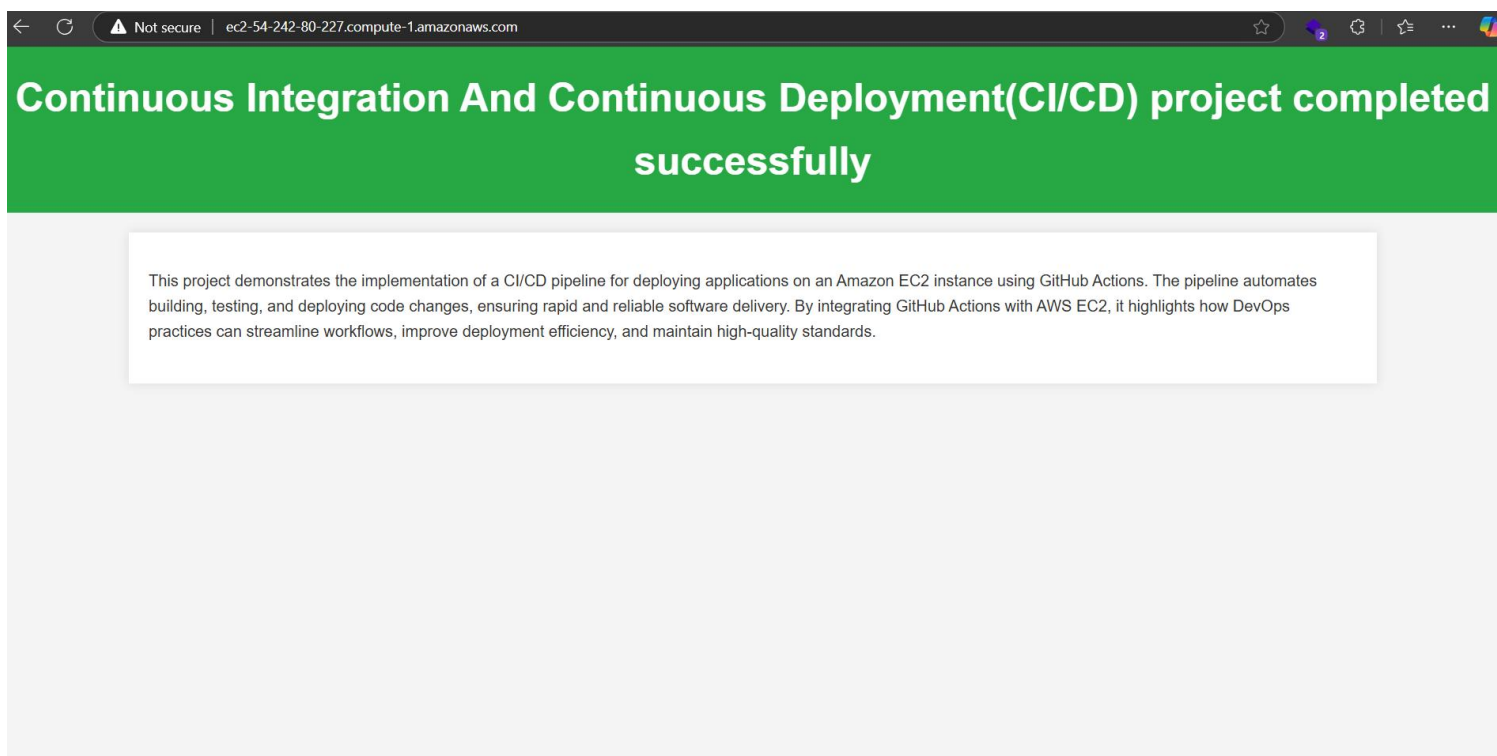 Not secure | ec2-54-242-80-227.compute-1.amazonaws.com
2
Continuous Integration And Continuous Deployment(CI/CD) project completed
successfully
This project demonstrates the implementation of a CI/CD pipeline for deploying applications on an Amazon EC2 instance using GitHub Actions. The pipeline automates
building, testing, and deploying code changes, ensuring rapid and reliable software delivery. By integrating GitHub Actions with AWS EC2, it highlights how DevOps
practices can streamline workflows, improve deployment efficiency, and maintain high-quality standards.